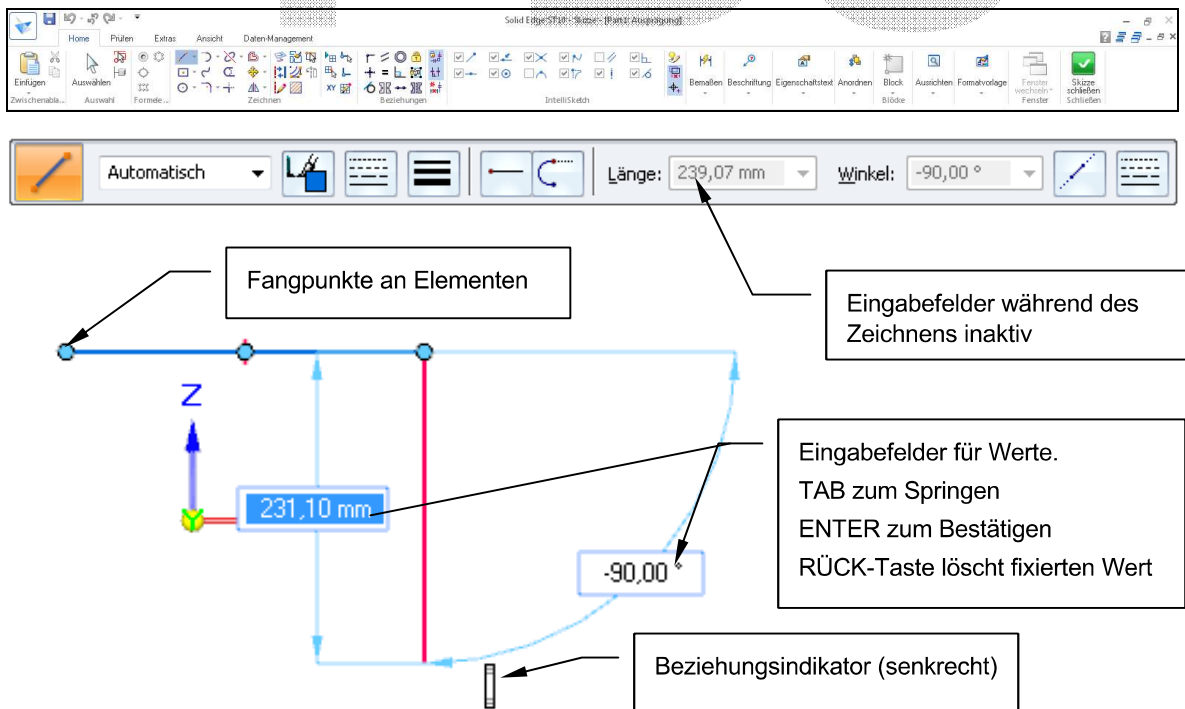 Solid Edge ST10 - Skizze - [Part1: Ausprägung]
Home Prüfen Extras Ansicht Daten-Management
Einfügen Auswählen Bemaßen Beschriftung Eigenschaftstext Anordnen Block Ausrichten Formatvorlage Fenster wechseln Skizze schließen
Zwischenabla... Auswahl Formele... Zeichnen Beziehungen IntelliSketch Blöcke Fenster Schließen
Automatisch Länge: 239,07 mm Winkel: -90,00 °
Fangpunkte an Elementen
Eingabefelder während des
Zeichnens inaktiv
Z
Y
231,10 mm
-90,00 °
Eingabefelder für Werte.
TAB zum Springen
ENTER zum Bestätigen
RÜCK-Taste löscht fixierten Wert
Beziehungsindikator (senkrecht)